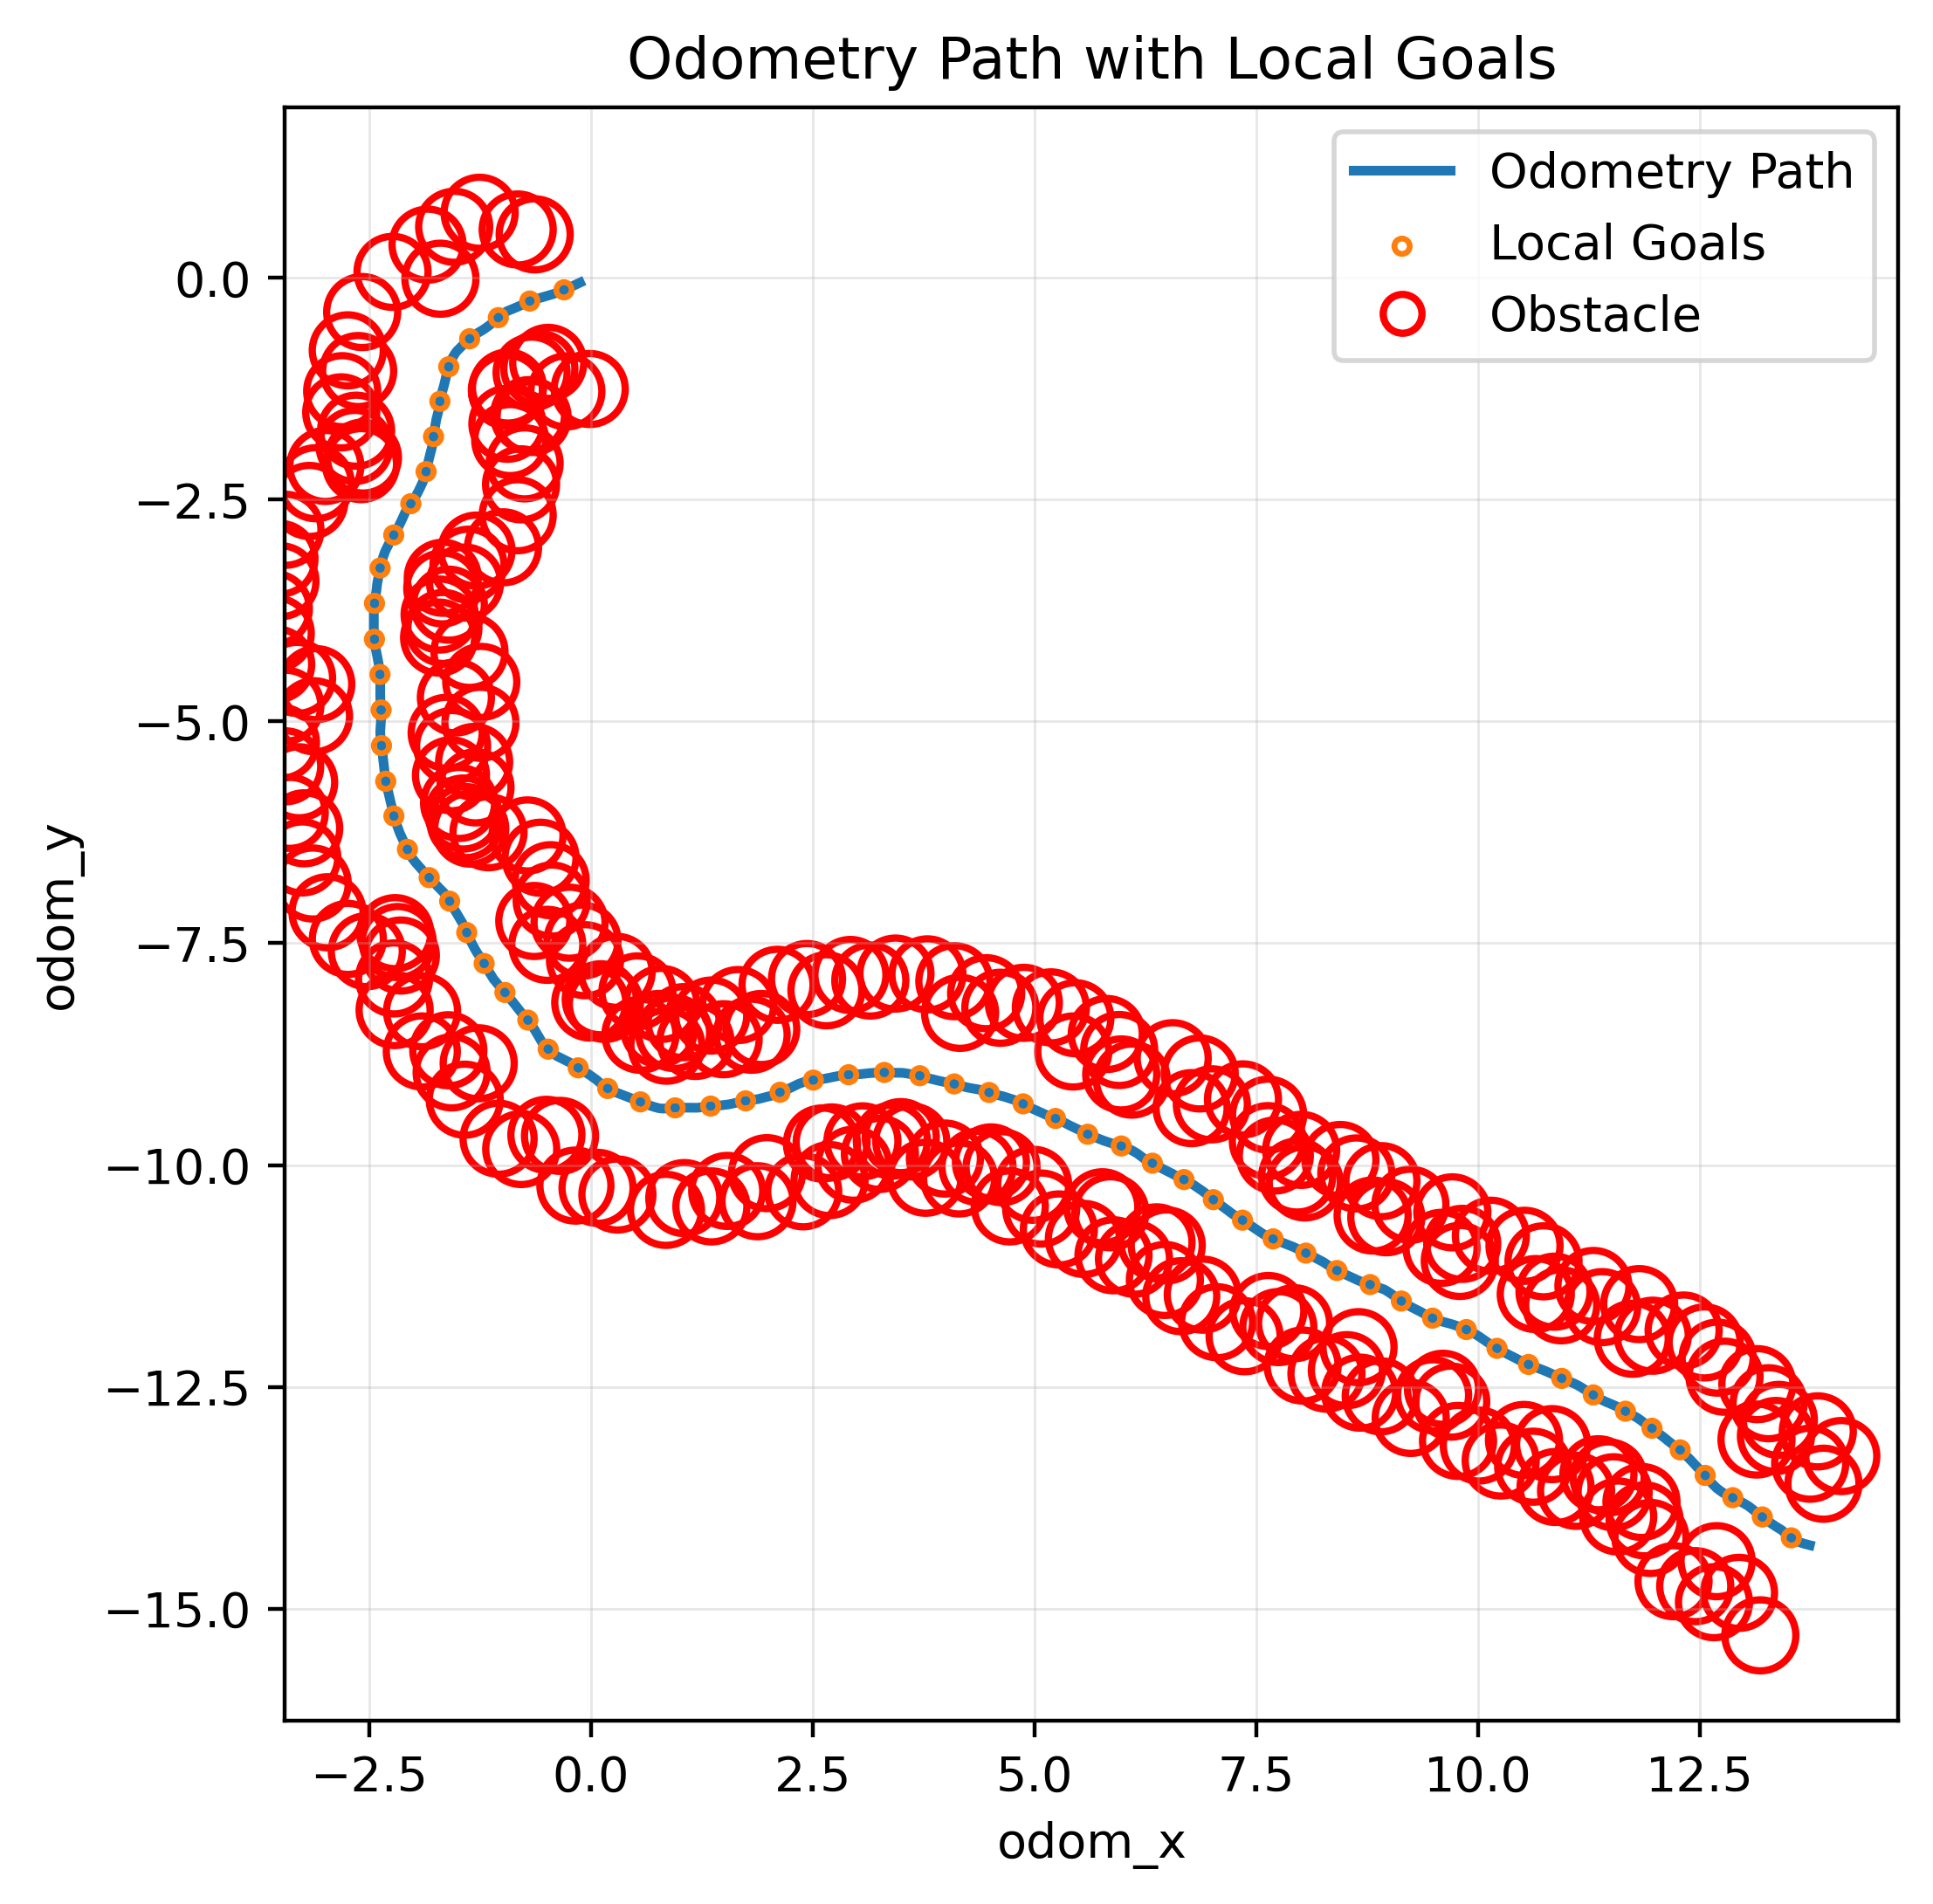 Odometry Path with Local Goals
Odometry Path
Local Goals
Obstacle
0.0
−2.5
−5.0
−7.5
−10.0
−12.5
−15.0
odom_y
−2.5
0.0
2.5
5.0
7.5
10.0
12.5
odom_x